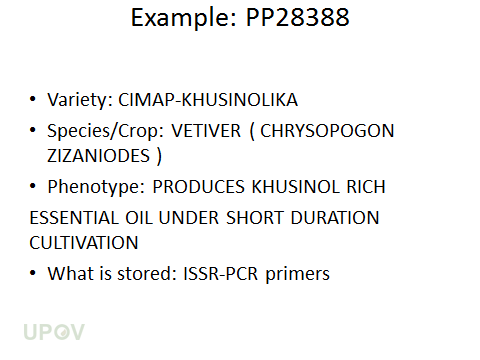 Example: PP28388
• Variety: CIMAP-KHUSINOLIKA
• Species/Crop: VETIVER ( CHRYSOPOGON
ZIZANIODES )
• Phenotype: PRODUCES KHUSINOL RICH
ESSENTIAL OIL UNDER SHORT DURATION
CULTIVATION
• What is stored: ISSR-PCR primers
UPOV